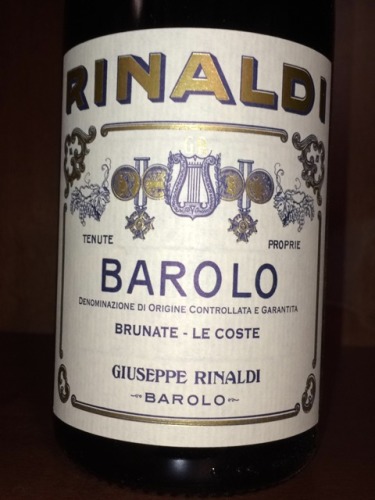 RINALDI
TENUTE PROPRIE
BAROLO
DENOMINAZIONE DI ORIGINE CONTROLLATA E GARANTITA
BRUNATE - LE COSTE
GIUSEPPE RINALDI
BAROLO